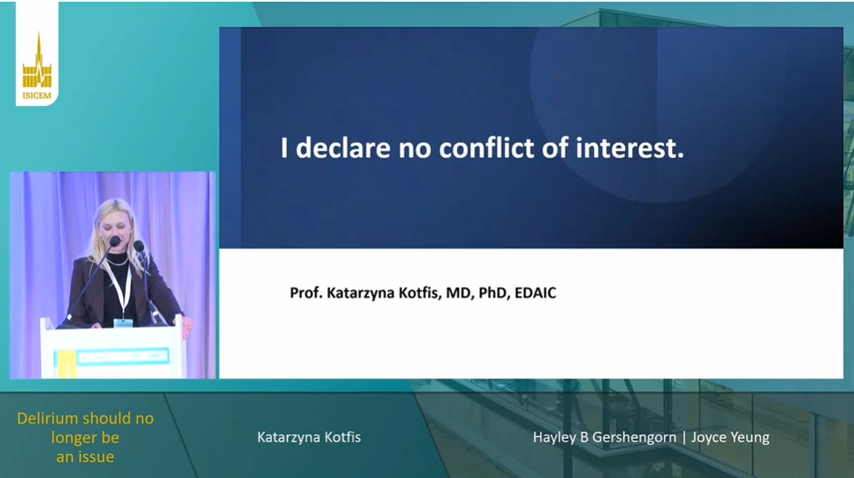 ISICEM
I declare no conflict of interest.
Prof. Katarzyna Kotfis, MD, PhD, EDAIC
Delirium should no
longer be
an issue
Katarzyna Kotfis
Hayley B Gershengorn | Joyce Yeung